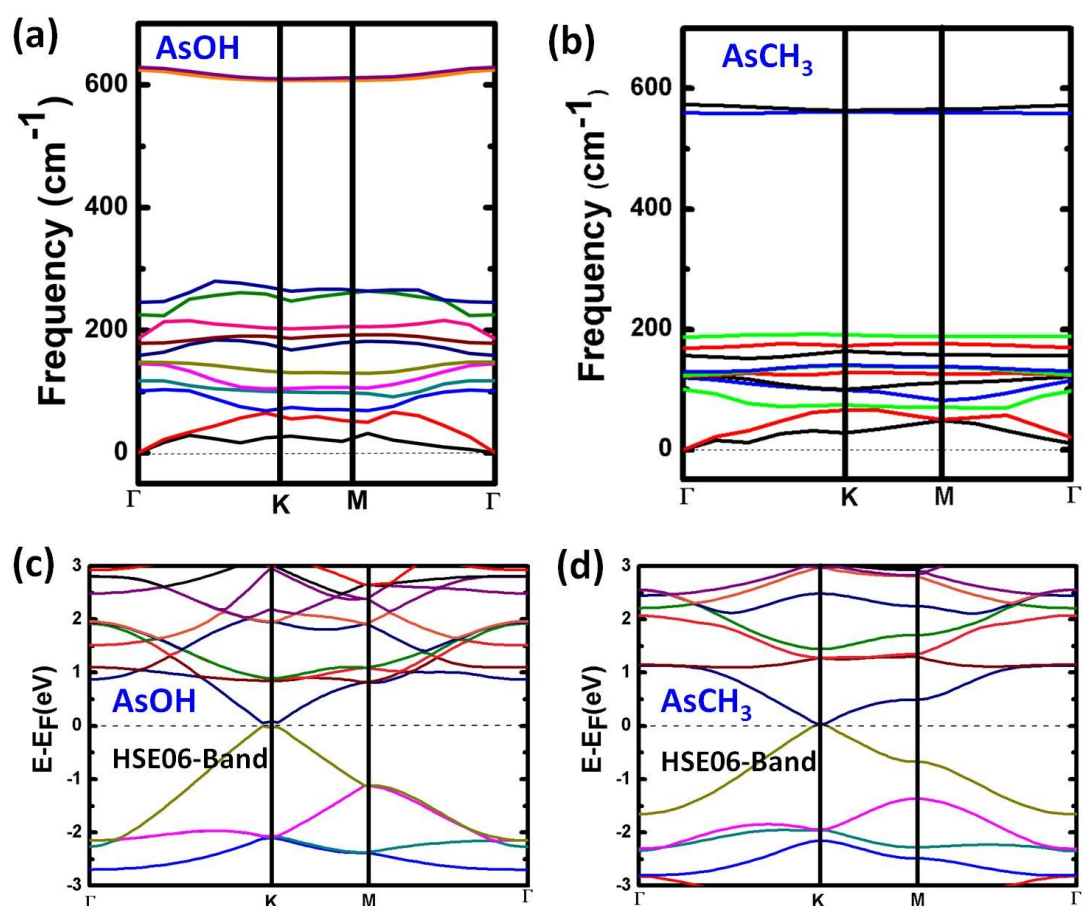 (a)
AsOH
Frequency (cm⁻¹)
600
400
200
0
Γ K M Γ
(b)
AsCH₃
Frequency (cm⁻¹)
600
400
200
0
Γ K M Γ
(c)
E-E_F(eV)
3
2
1
0
-1
-2
-3
AsOH
HSE06-Band
Γ K M Γ
(d)
E-E_F(eV)
3
2
1
0
-1
-2
-3
AsCH₃
HSE06-Band
Γ K M Γ